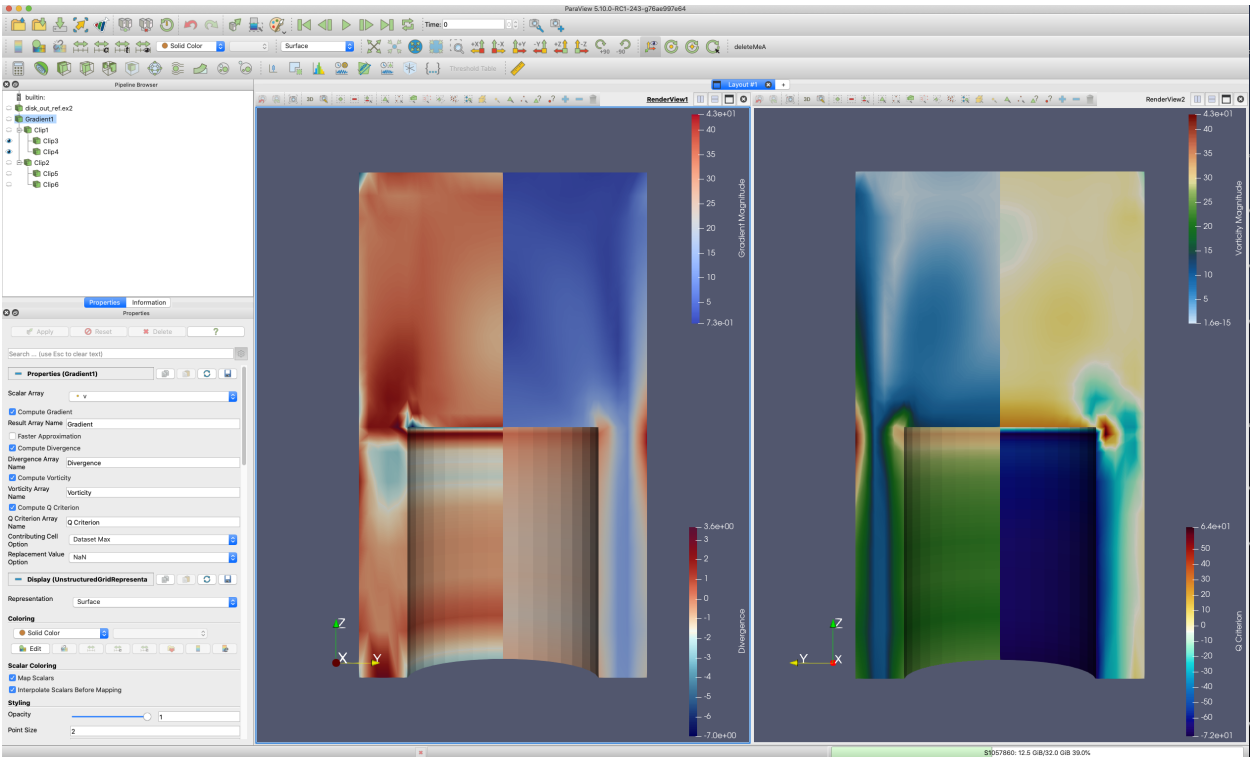 ParaView 5.10.0-RC1-243-g76ae997e64
Time: 0
Solid Color
Surface
+X
-X
+Y
-Y
+Z
-Z
+90
-90
deleteMeA
Threshold Table
Pipeline Browser
Layout #1
builtin:
disk_out_ref.ex2
Gradient1
Clip1
Clip3
Clip4
Clip2
Clip5
Clip6
3D
RenderView1
3D
RenderView2
Properties
Information
Properties
Apply
Reset
Delete
?
Search ... (use Esc to clear text)
Properties (Gradient1)
Scalar Array
v
Compute Gradient
Result Array Name
Gradient
Faster Approximation
Compute Divergence
Divergence Array Name
Divergence
Compute Vorticity
Vorticity Array Name
Vorticity
Compute Q Criterion
Q Criterion Array Name
Q Criterion
Contributing Cell Option
Dataset Max
Replacement Value Option
NaN
Display (UnstructuredGridRepresenta
Representation
Surface
Coloring
Solid Color
Edit
Scalar Coloring
Map Scalars
Interpolate Scalars Before Mapping
Styling
Opacity
1
Point Size
2
4.3e+01
40
35
30
25
20
15
10
5
7.3e-01
Gradient Magnitude
3.6e+00
3
2
1
0
-1
-2
-3
-4
-5
-6
-7.0e+00
Divergence
Z
X
Y
4.3e+01
40
35
30
25
20
15
10
5
1.6e-15
Vorticity Magnitude
6.4e+01
50
40
30
20
10
0
-10
-20
-30
-40
-50
-60
-7.2e+01
Q Criterion
Z
Y
X
S1057860: 12.5 GiB/32.0 GiB 39.0%